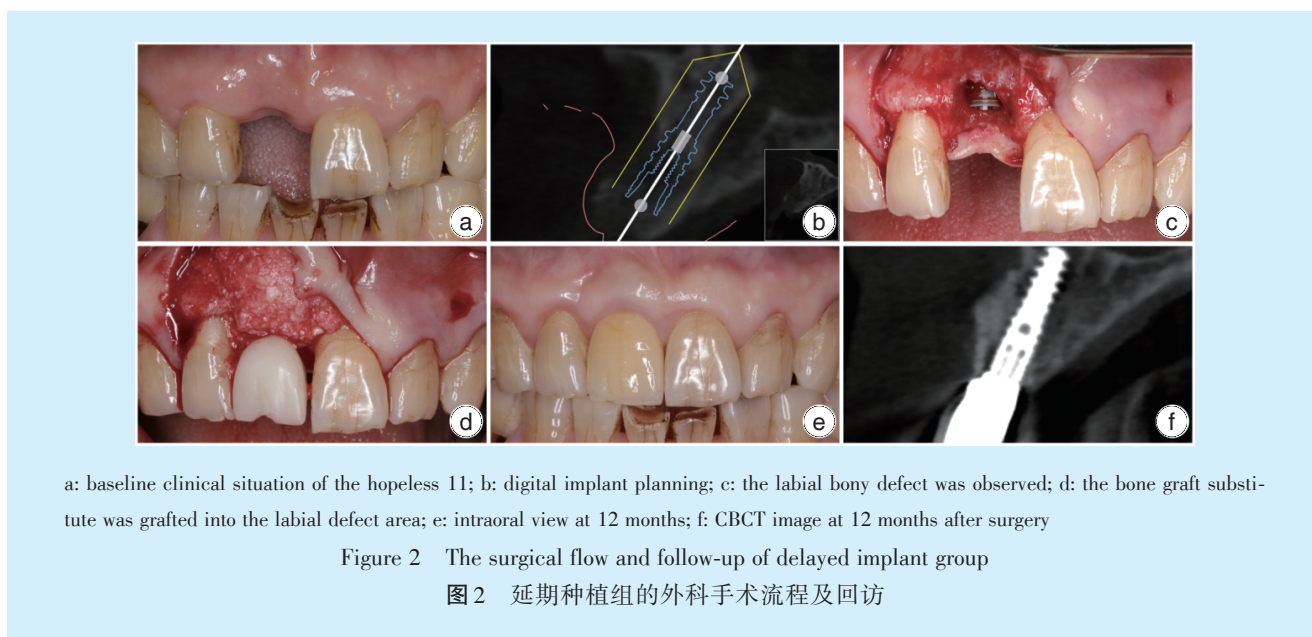 a
b
c
d
e
f
a: baseline clinical situation of the hopeless 11; b: digital implant planning; c: the labial bony defect was observed; d: the bone graft substi-
tute was grafted into the labial defect area; e: intraoral view at 12 months; f: CBCT image at 12 months after surgery
Figure 2 The surgical flow and follow-up of delayed implant group
图2 延期种植组的外科手术流程及回访